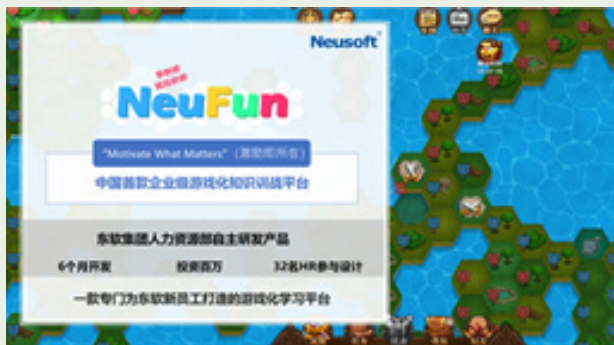 Neusoft
NeuFun
"Motivate What Matters"（激励即所在）
中国首款企业级游戏化知识训战平台
东软集团人力资源部自主研发产品
6个月开发 投资百万 32名HR参与设计
一款专门为东软新员工打造的游戏化学习平台